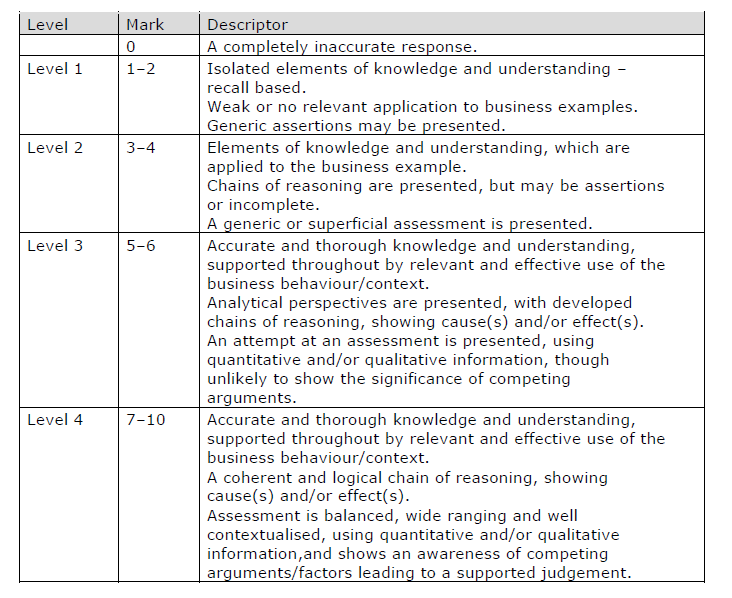 Level Mark Descriptor
0 A completely inaccurate response.
Level 1 1–2 Isolated elements of knowledge and understanding –
recall based.
Weak or no relevant application to business examples.
Generic assertions may be presented.
Level 2 3–4 Elements of knowledge and understanding, which are
applied to the business example.
Chains of reasoning are presented, but may be assertions
or incomplete.
A generic or superficial assessment is presented.
Level 3 5–6 Accurate and thorough knowledge and understanding,
supported throughout by relevant and effective use of the
business behaviour/context.
Analytical perspectives are presented, with developed
chains of reasoning, showing cause(s) and/or effect(s).
An attempt at an assessment is presented, using
quantitative and/or qualitative information, though
unlikely to show the significance of competing
arguments.
Level 4 7–10 Accurate and thorough knowledge and understanding,
supported throughout by relevant and effective use of the
business behaviour/context.
A coherent and logical chain of reasoning, showing
cause(s) and/or effect(s).
Assessment is balanced, wide ranging and well
contextualised, using quantitative and/or qualitative
information,and shows an awareness of competing
arguments/factors leading to a supported judgement.